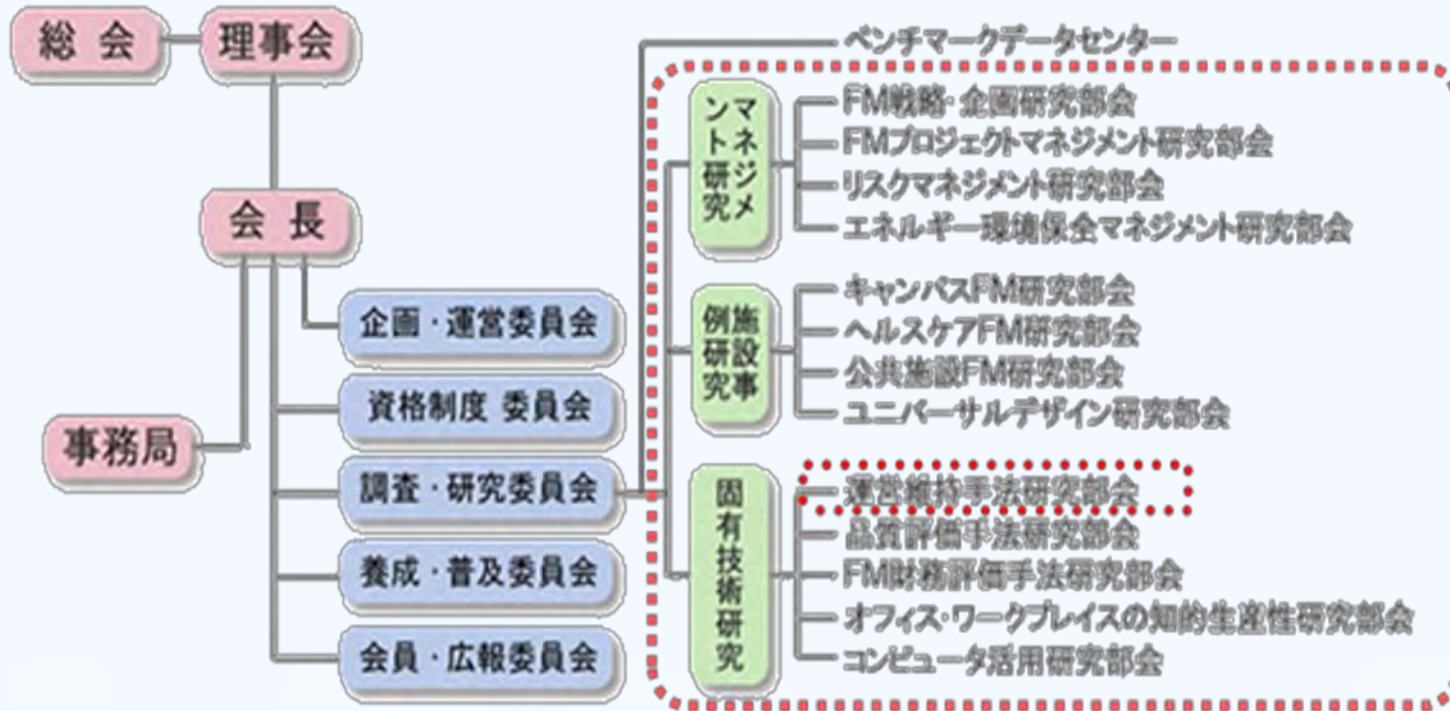 総 会
理事会
会 長
事務局
企画・運営委員会
資格制度 委員会
調査・研究委員会
養成・普及委員会
会員・広報委員会
ベンチマークデータセンター
マネジメント研究
FM戦略・企画研究部会
FMプロジェクトマネジメント研究部会
リスクマネジメント研究部会
エネルギー環境保全マネジメント研究部会
施設事例研究
キャンパスFM研究部会
ヘルスケアFM研究部会
公共施設FM研究部会
ユニバーサルデザイン研究部会
固有技術研究
運営維持手法研究部会
品質評価手法研究部会
FM財務評価手法研究部会
オフィス・ワークプレイスの知的生産性研究部会
コンピュータ活用研究部会